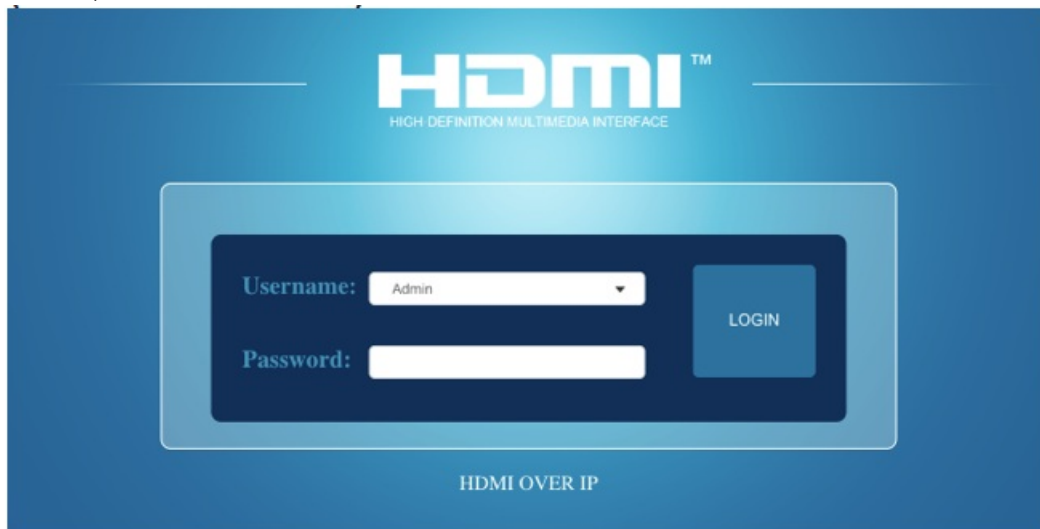 HDMI™
HIGH-DEFINITION MULTIMEDIA INTERFACE
Username: Admin
LOGIN
Password:
HDMI OVER IP